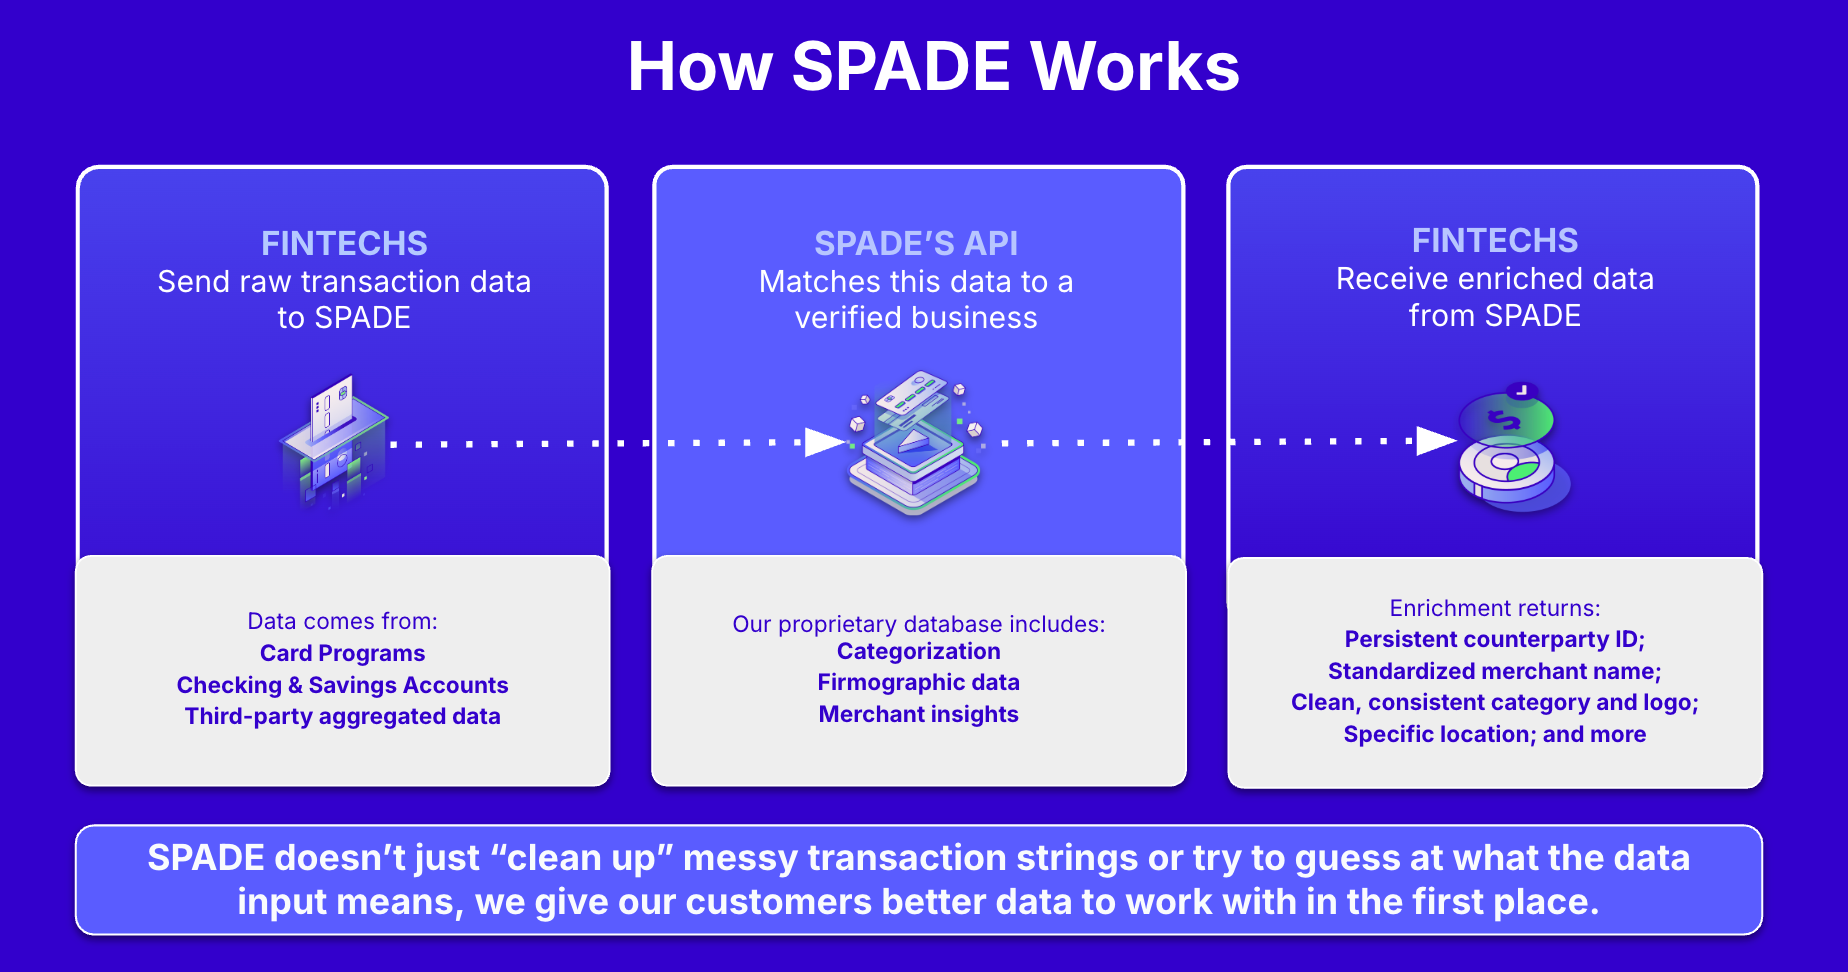 How SPADE Works
FINTECHS
Send raw transaction data
to SPADE
Data comes from:
Card Programs
Checking & Savings Accounts
Third-party aggregated data
SPADE’S API
Matches this data to a
verified business
Our proprietary database includes:
Categorization
Firmographic data
Merchant insights
FINTECHS
Receive enriched data
from SPADE
$
Enrichment returns:
Persistent counterparty ID;
Standardized merchant name;
Clean, consistent category and logo;
Specific location; and more
SPADE doesn’t just “clean up” messy transaction strings or try to guess at what the data
input means, we give our customers better data to work with in the first place.